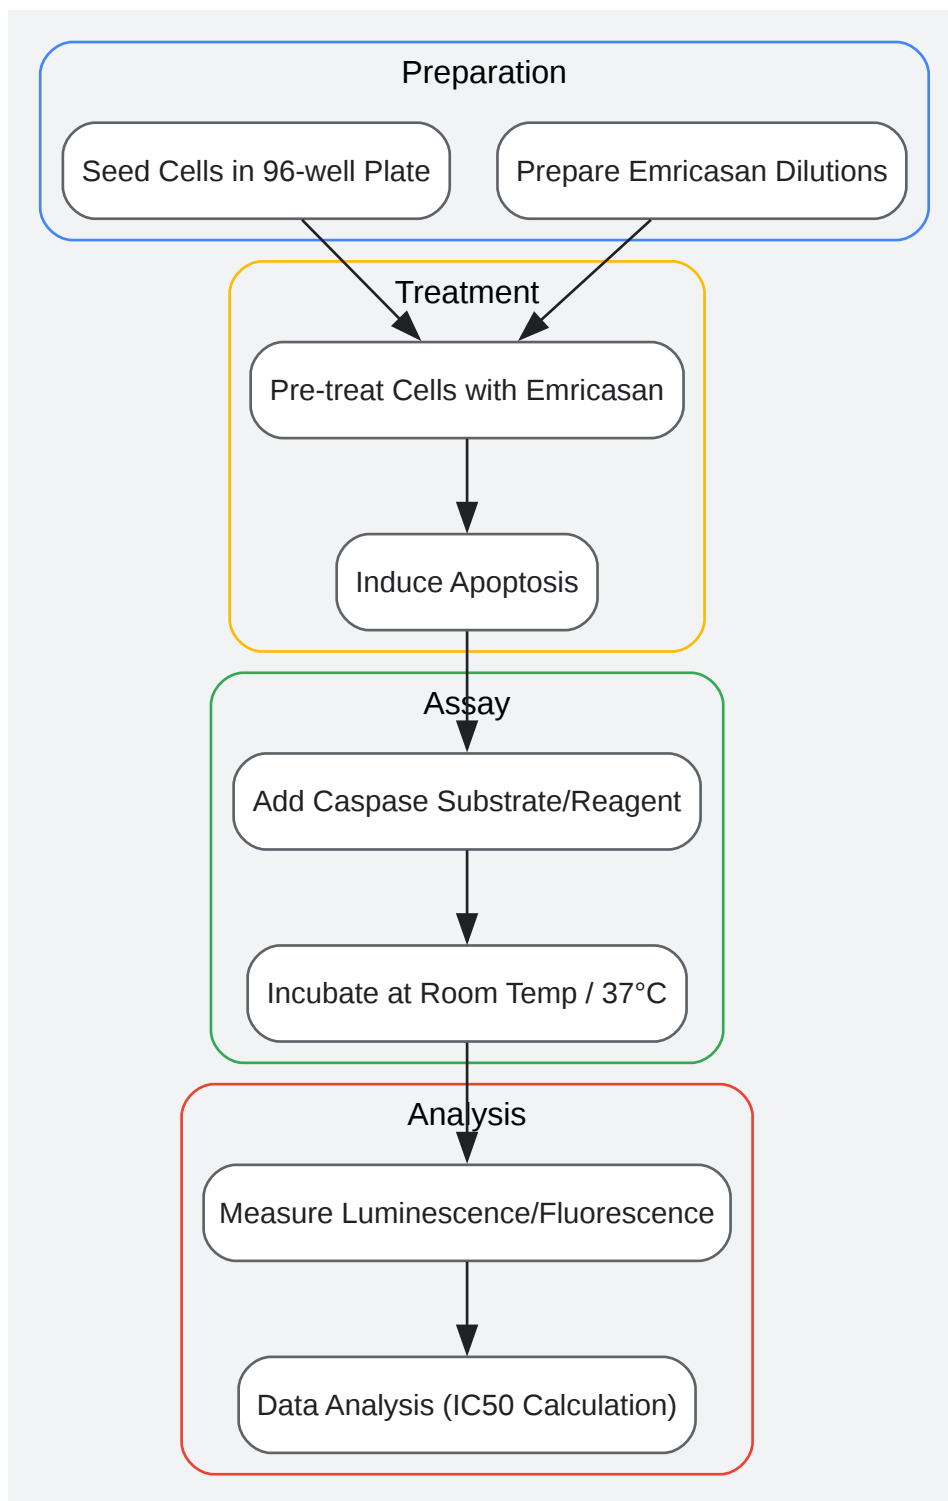 Preparation
Seed Cells in 96-well Plate
Prepare Emricasan Dilutions
Treatment
Pre-treat Cells with Emricasan
Induce Apoptosis
Assay
Add Caspase Substrate/Reagent
Incubate at Room Temp / 37°C
Analysis
Measure Luminescence/Fluorescence
Data Analysis (IC50 Calculation)